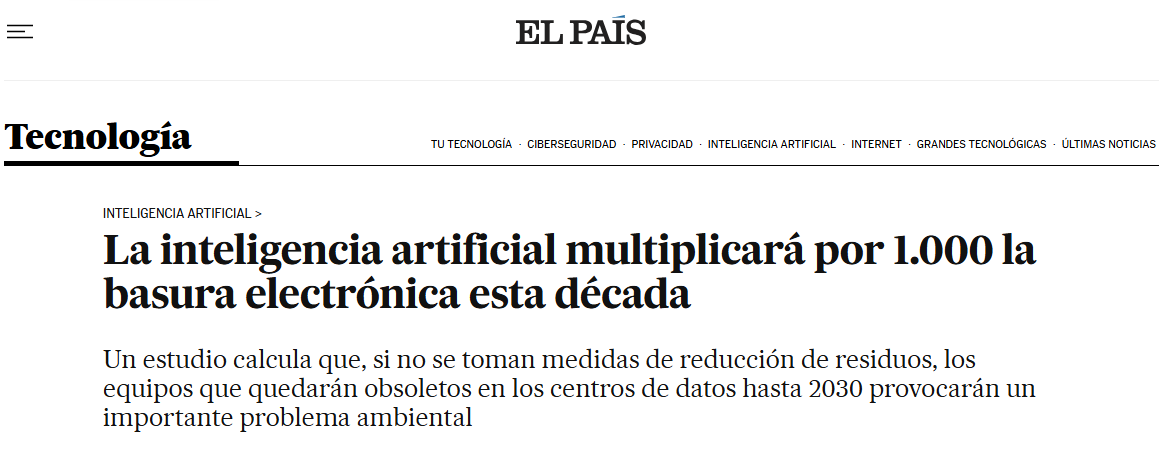 EL PAÍS
Tecnología
TU TECNOLOGÍA · CIBERSEGURIDAD · PRIVACIDAD · INTELIGENCIA ARTIFICIAL · INTERNET · GRANDES TECNOLÓGICAS · ÚLTIMAS NOTICIAS
INTELIGENCIA ARTIFICIAL >
La inteligencia artificial multiplicará por 1.000 la
basura electrónica esta década
Un estudio calcula que, si no se toman medidas de reducción de residuos, los
equipos que quedarán obsoletos en los centros de datos hasta 2030 provocarán un
importante problema ambiental